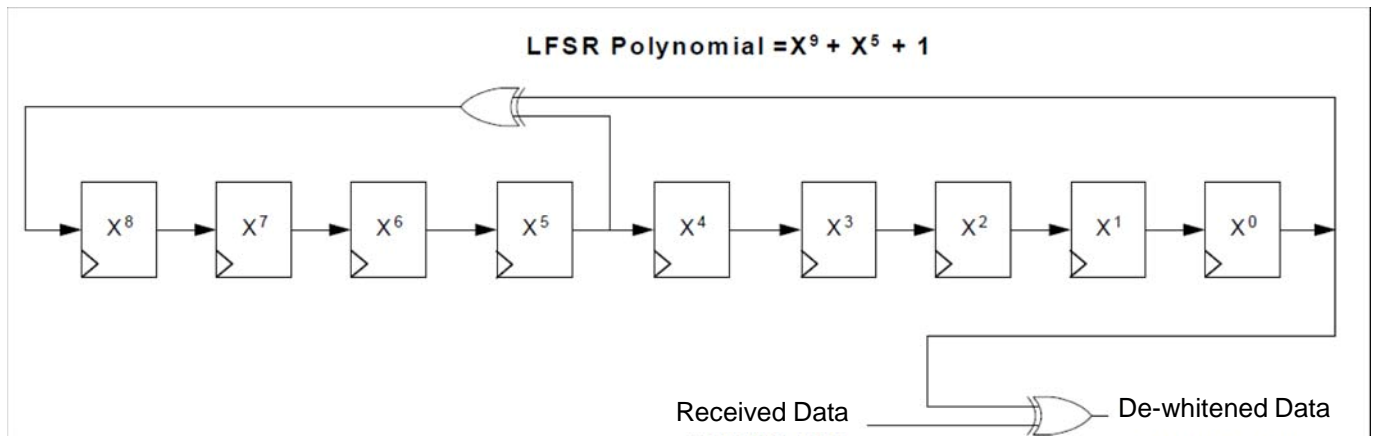 LFSR Polynomial =X⁹ + X⁵ + 1
X⁸ X⁷ X⁶ X⁵ X⁴ X³ X² X¹ X⁰
Received Data De-whitened Data